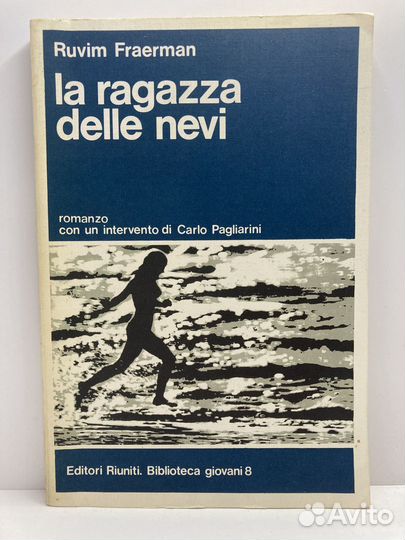 Ruvim Fraerman
la ragazza
delle nevi
romanzo
con un intervento di Carlo Pagliarini
Editori Riuniti. Biblioteca giovani 8
Avito